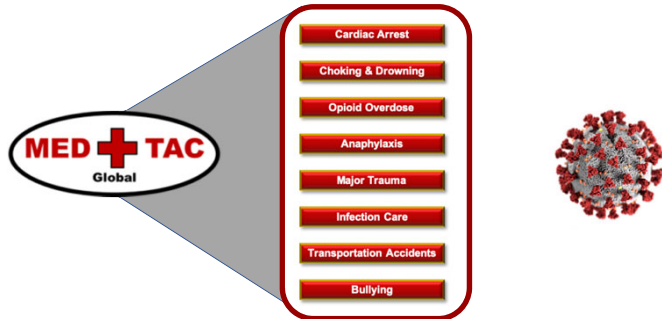 MED TAC
Global
Cardiac Arrest
Choking & Drowning
Opioid Overdose
Anaphylaxis
Major Trauma
Infection Care
Transportation Accidents
Bullying